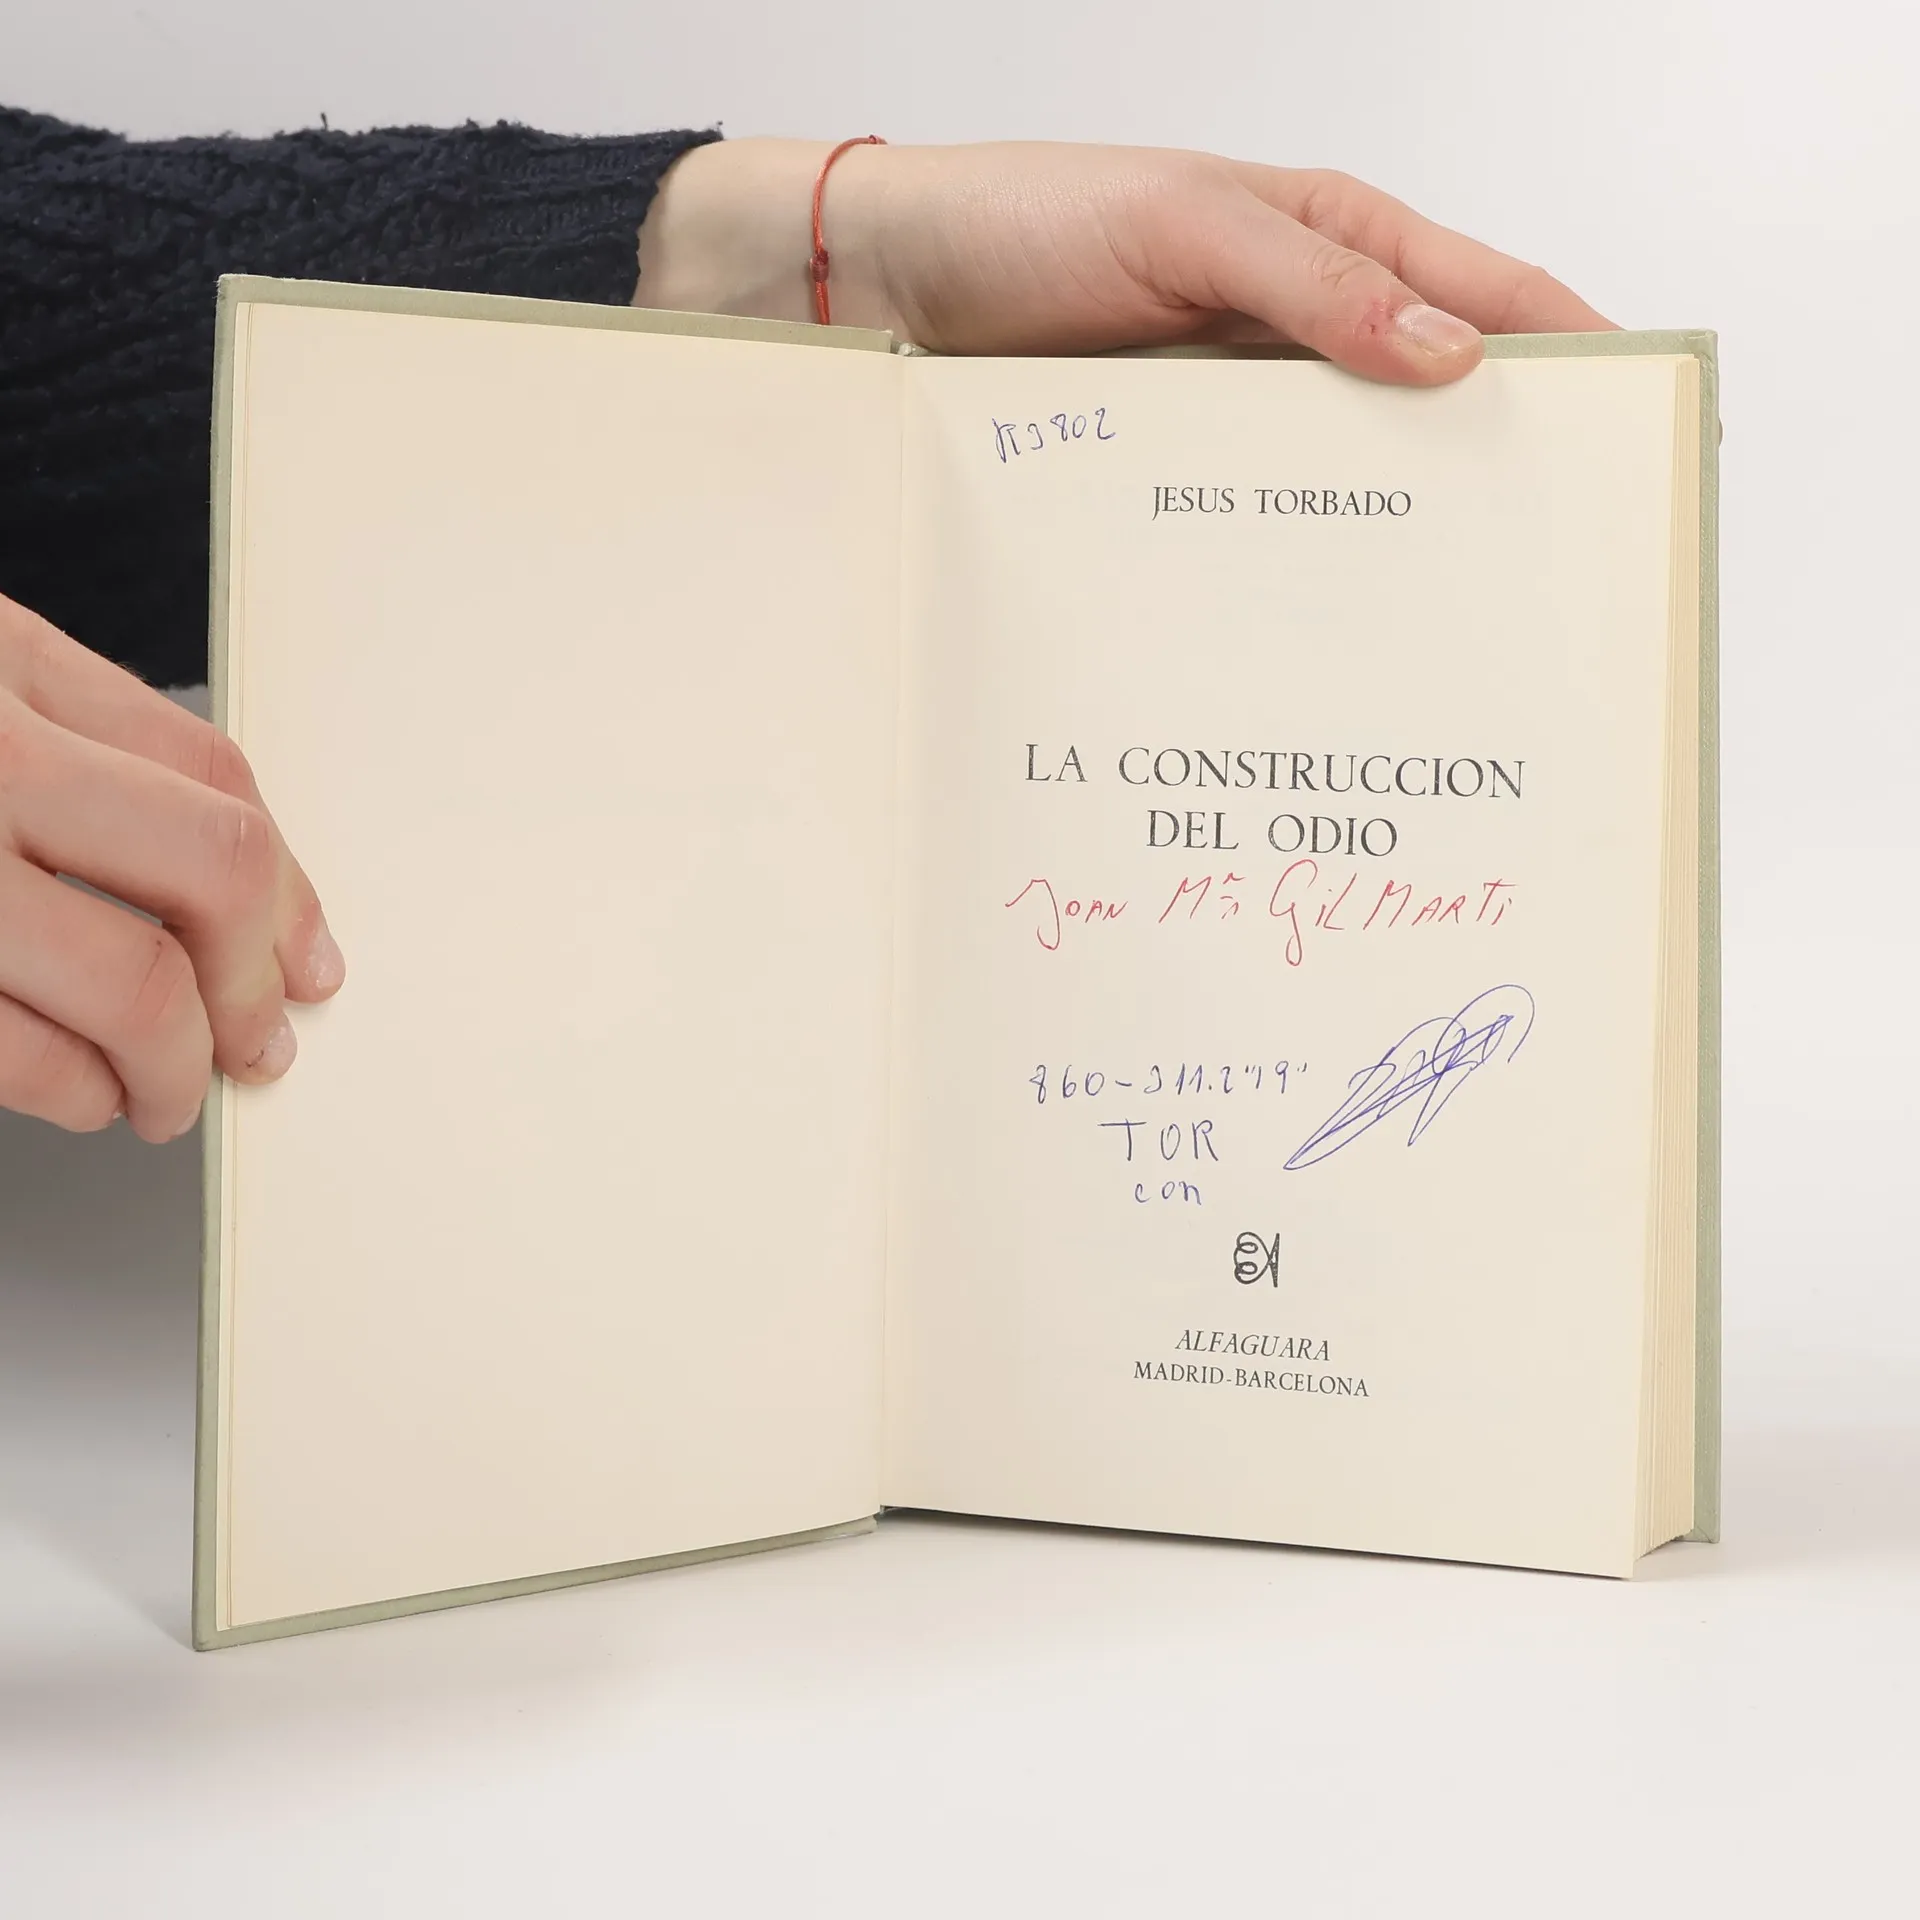 R3802
JESUS TORBADO
LA CONSTRUCCION
DEL ODIO
JOAN Mª GIL MARTI
860-311.2"19"
TOR
con
ALFAGUARA
MADRID-BARCELONA